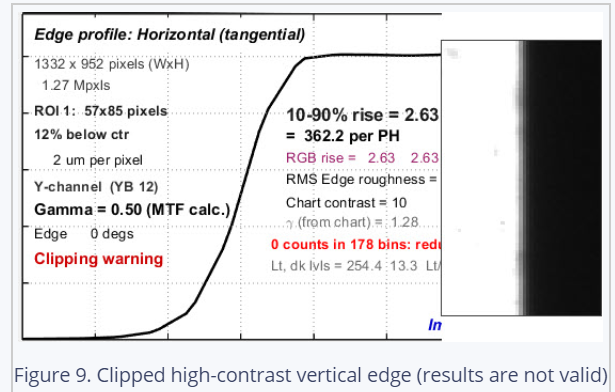 Edge profile: Horizontal (tangential)
1332 x 952 pixels (WxH)
1.27 Mpxls
ROI 1: 57x85 pixels
12% below ctr
2 um per pixel
Y-channel (YB 12)
Gamma = 0.50 (MTF calc.)
Edge 0 degs
Clipping warning
10-90% rise = 2.63
= 362.2 per PH
RGB rise = 2.63 2.63
RMS Edge roughness =
Chart contrast = 10
γ (from chart) = 1.28
0 counts in 178 bins: redu
Lt, dk lvls = 254.4 13.3 Lt/
In
Figure 9. Clipped high-contrast vertical edge (results are not valid)